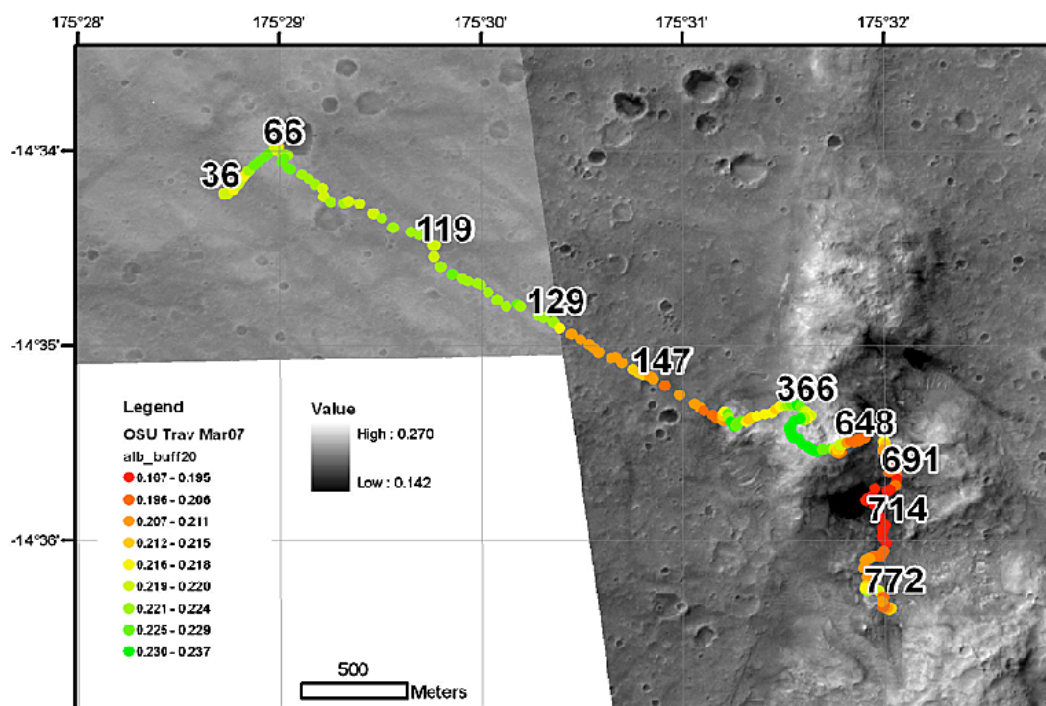 175°28' 175°29' 175°30' 175°31' 175°32'
-14°34'
-14°35'
-14°36'
66
36
119
129
147
366
648
691
714
772
Legend
OSU Trav Mar07
alb_buff20
0.167 - 0.195
0.196 - 0.206
0.207 - 0.211
0.212 - 0.215
0.216 - 0.218
0.219 - 0.220
0.221 - 0.224
0.225 - 0.229
0.230 - 0.237
Value
High : 0.270
Low : 0.142
500
Meters